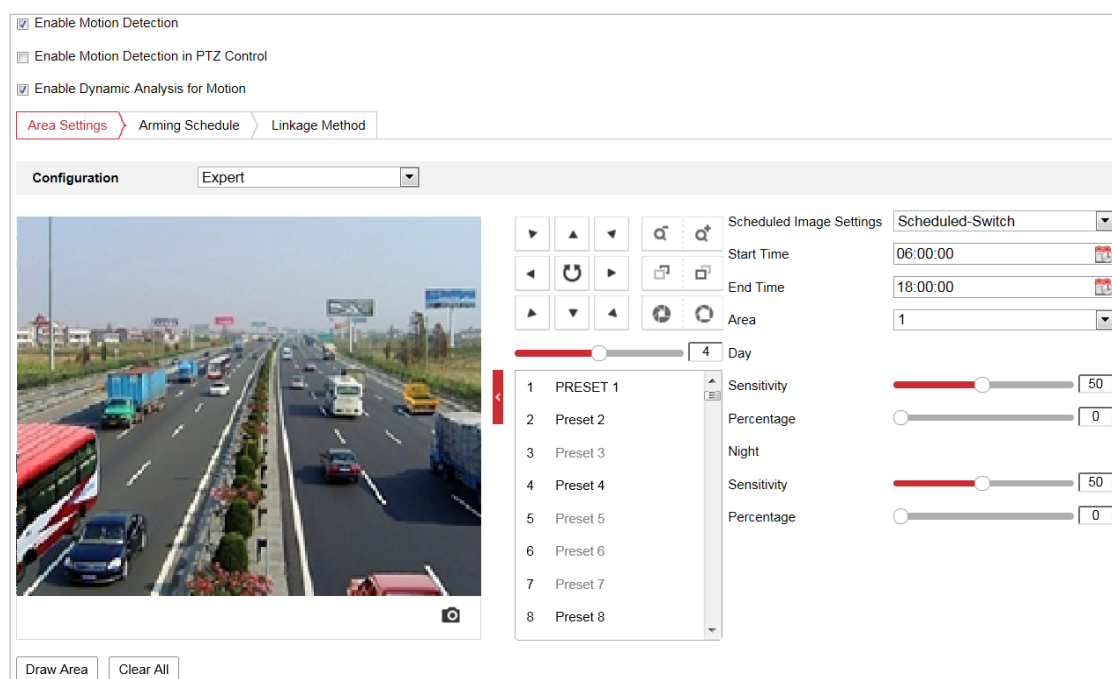 Enable Motion Detection
Enable Motion Detection in PTZ Control
Enable Dynamic Analysis for Motion
Area Settings
Arming Schedule
Linkage Method
Configuration
Expert
Scheduled Image Settings
Scheduled-Switch
Start Time
06:00:00
End Time
18:00:00
Area
1
4
Day
1 PRESET 1
2 Preset 2
3 Preset 3
4 Preset 4
5 Preset 5
6 Preset 6
7 Preset 7
8 Preset 8
Sensitivity
50
Percentage
0
Night
Sensitivity
50
Percentage
0
Draw Area
Clear All